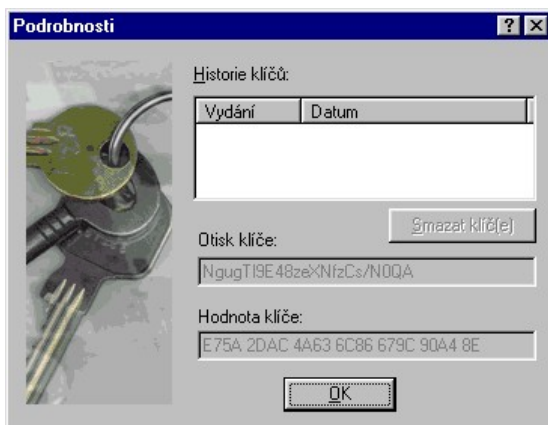 Podrobnosti
Historie klíčů:
Vydání Datum
Smazat klíč(e)
Otisk klíče:
NgugTI9E48zeXNfzCs/N0QA
Hodnota klíče:
E75A 2DAC 4A63 6C86 679C 90A4 8E
OK